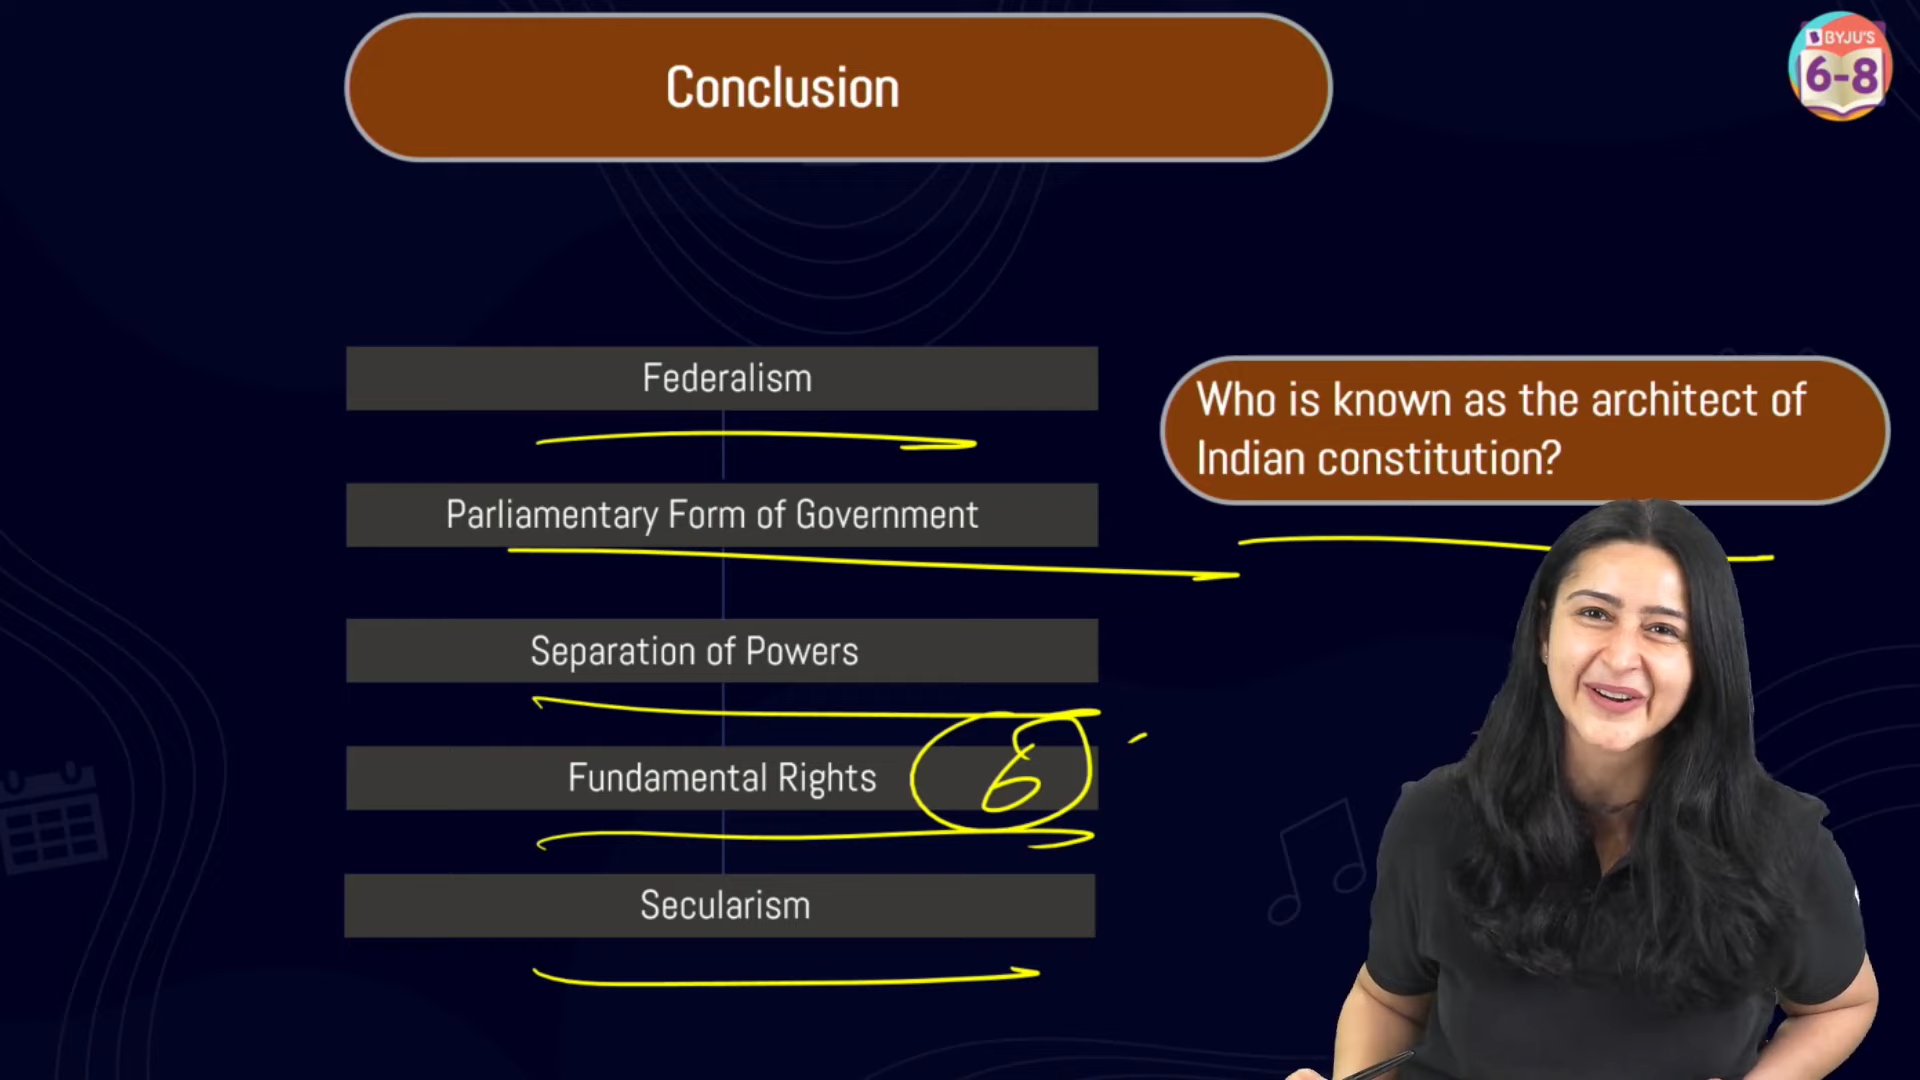 Conclusion
BYJU'S
6-8
Federalism
Who is known as the architect of
Indian constitution?
Parliamentary Form of Government
Separation of Powers
Fundamental Rights
6
Secularism